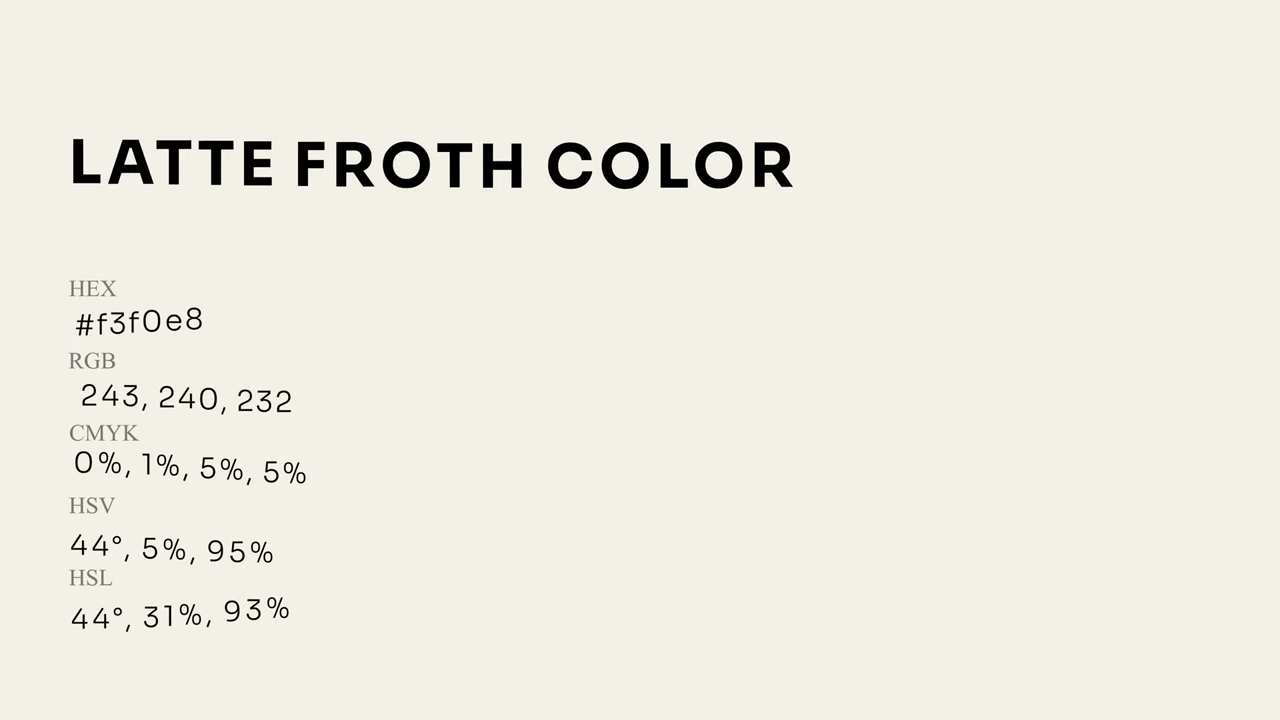 LATTE FROTH COLOR
HEX
#f3f0e8
RGB
243, 240, 232
CMYK
0%, 1%, 5%, 5%
HSV
44°, 5%, 95%
HSL
44°, 31%, 93%